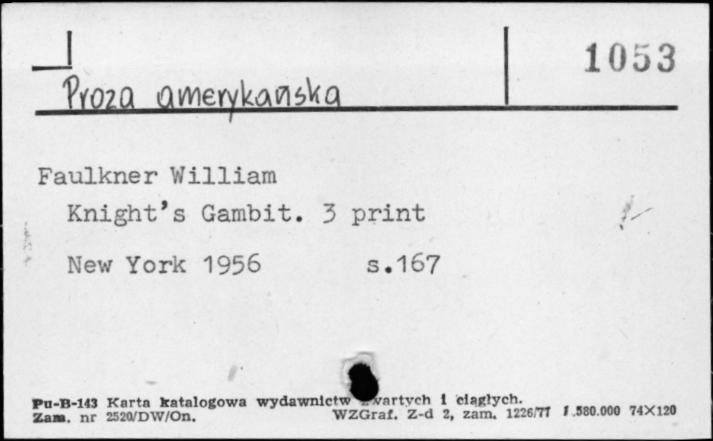 1053
Proza amerykańska
Faulkner William
Knight's Gambit. 3 print
New York 1956 s.167
Pu-B-143 Karta katalogowa wydawnictw zwartych i ciągłych.
Zam. nr 2520/DW/On. WZGraf. Z-d 2, zam. 1226/77 1.580.000 74X120